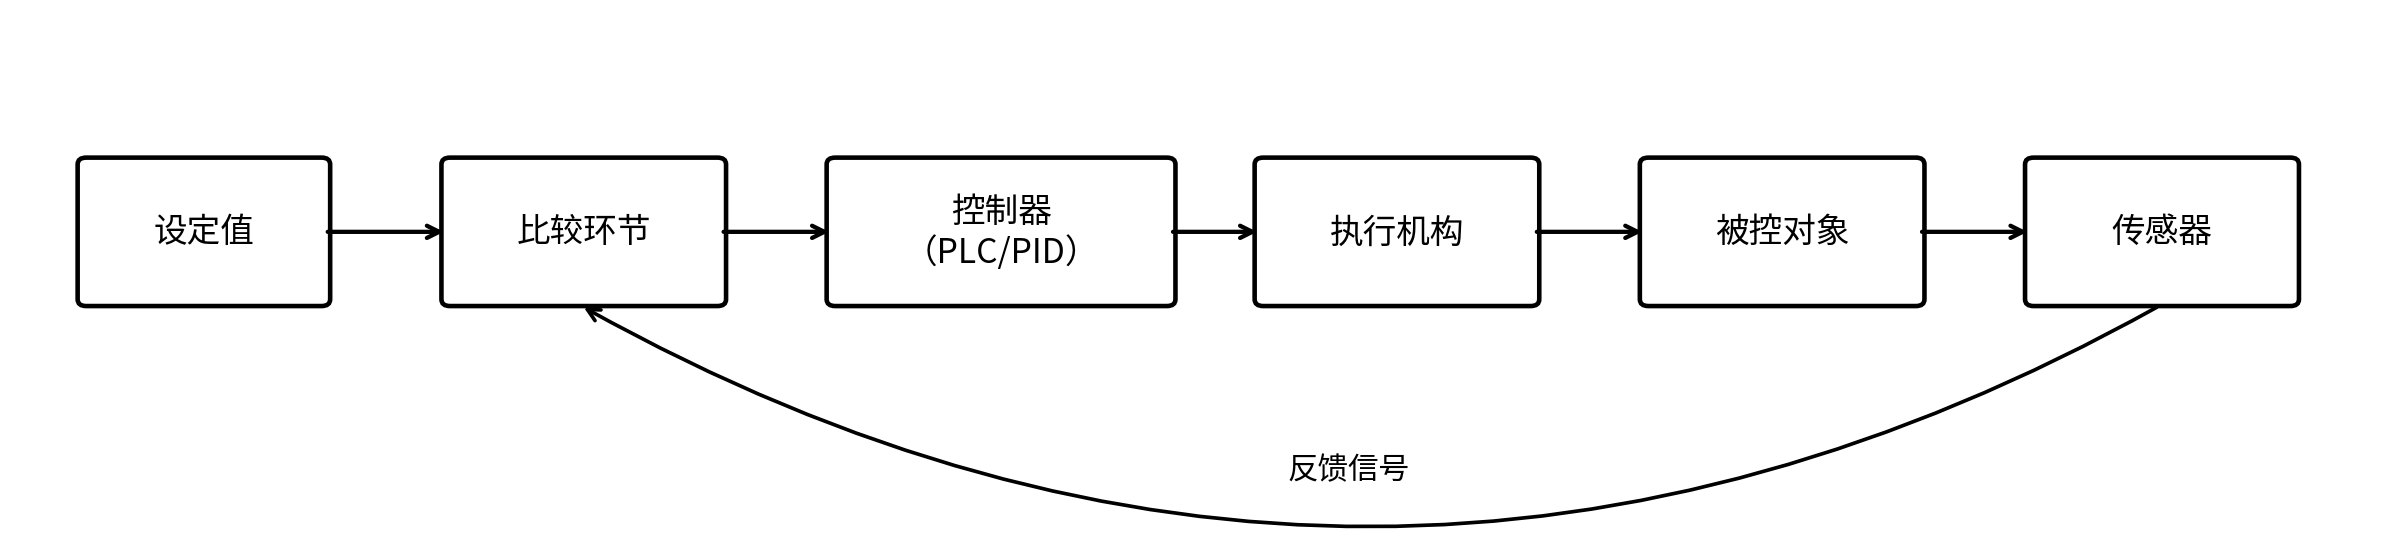 设定值
比较环节
控制器
（PLC/PID）
执行机构
被控对象
传感器
反馈信号